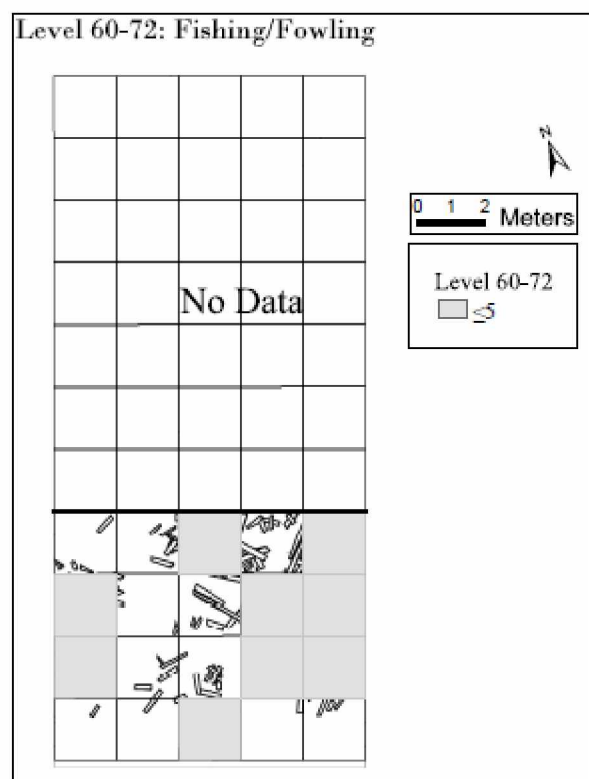 Level 60-72: Fishing/Fowling
N
0 1 2 Meters
Level 60-72
≤5
No Data